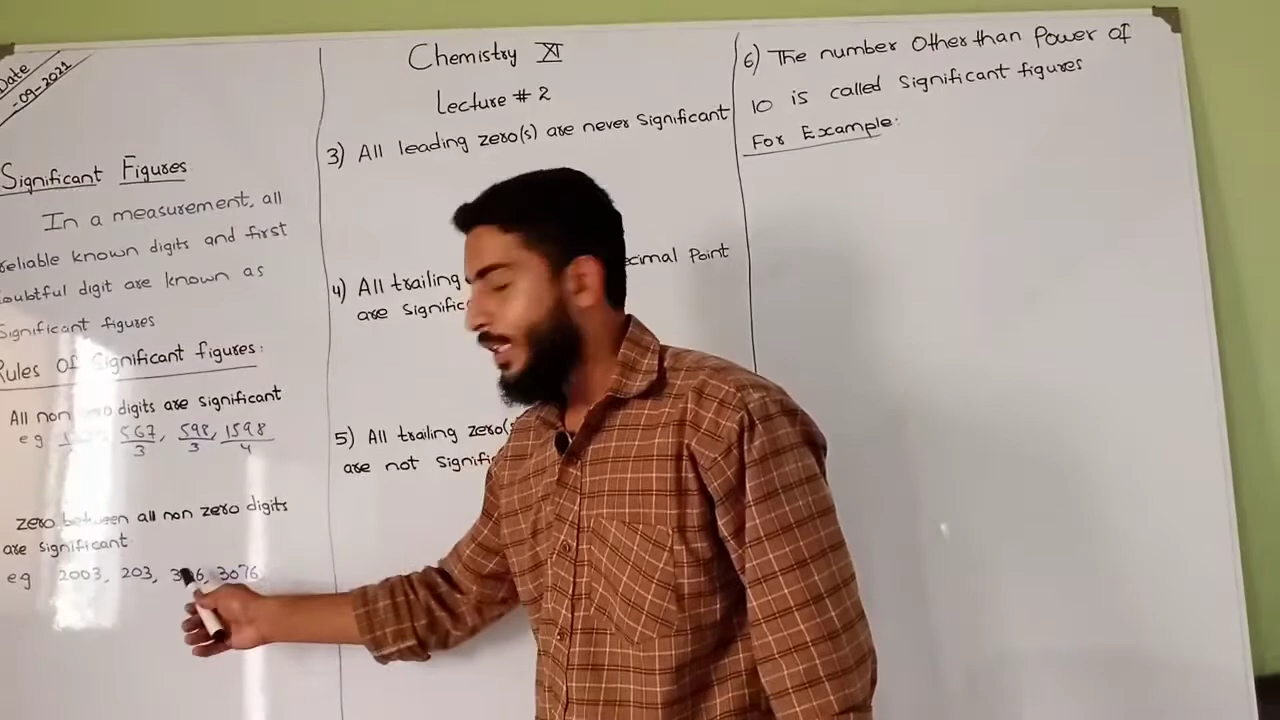 Date
-09-2021
Significant Figures
In a measurement, all
reliable known digits and first
doubtful digit are known as
Significant figures
Rules of Significant figures:
All non digits are significant
eg 567, 598, 1598
3 3 4
zero between all non zero digits
are significant
eg 2003, 203, 3076
Chemistry XI
Lecture # 2
3) All leading zero(s) are never Significant
4) All trailing Point
are
5) All trailing
are not
6) The number Other than Power of
10 is called significant figures
For Example: